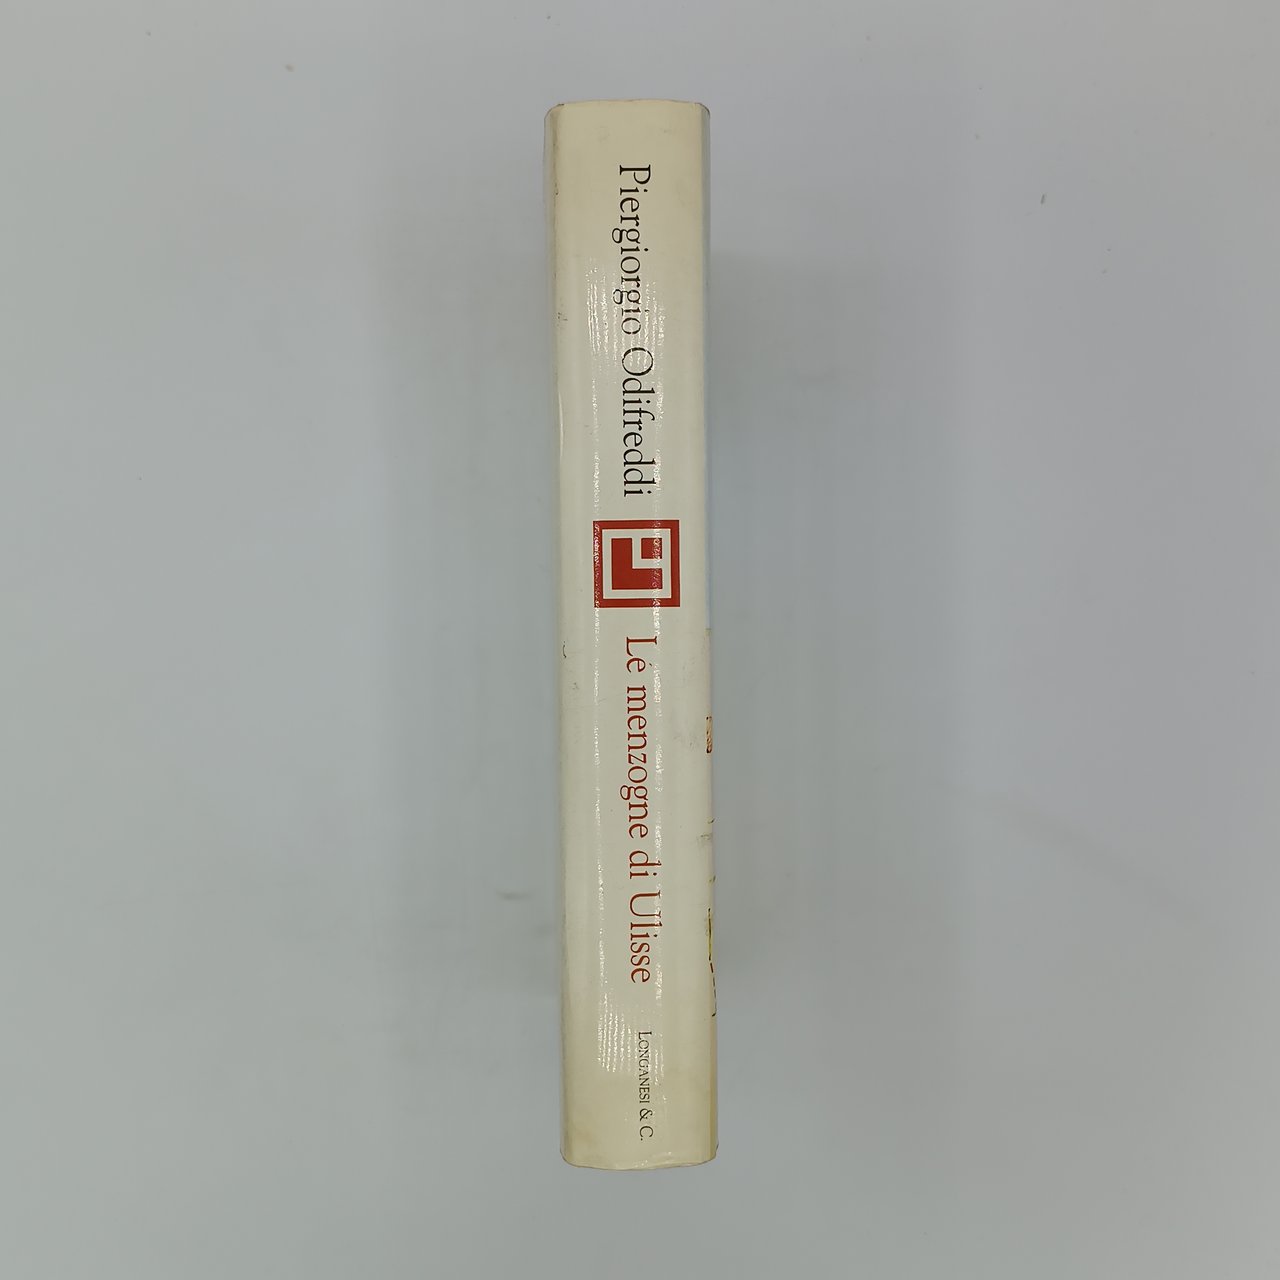 Piergiorgio Odifreddi
Le menzogne di Ulisse
LONGANESI & C.